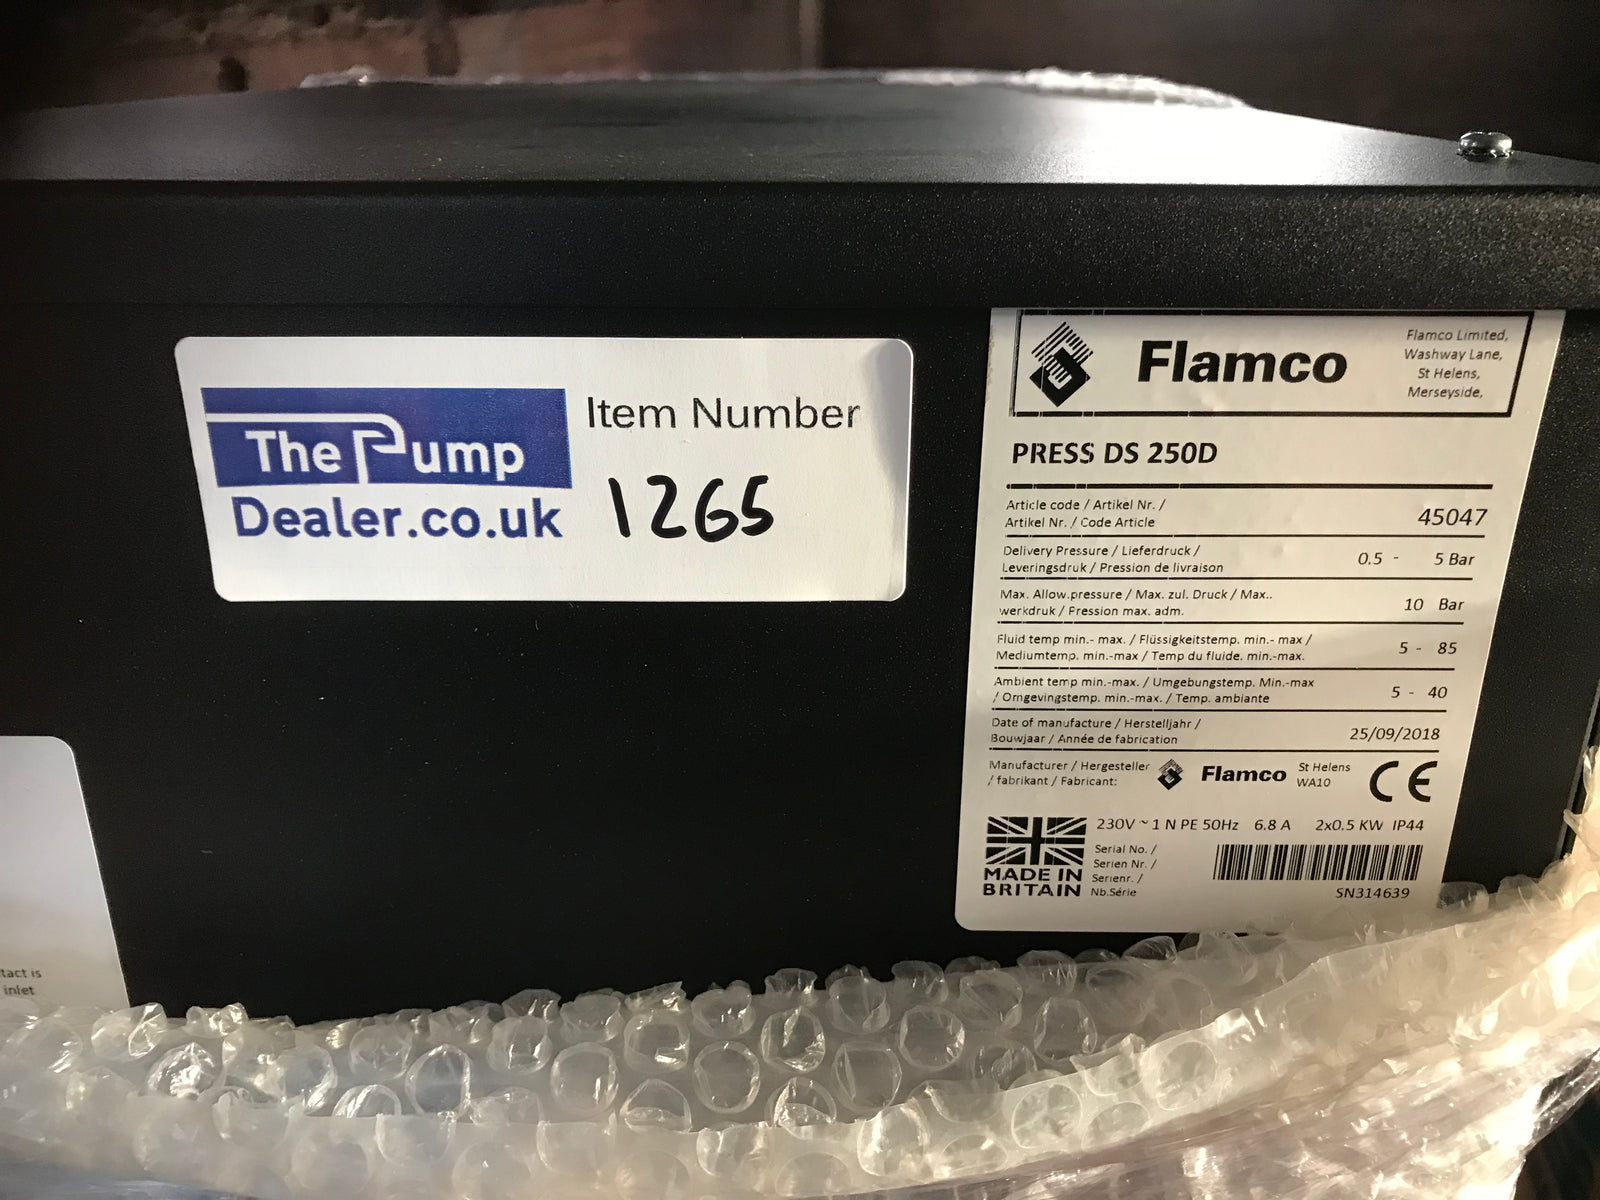 The Pump
Dealer.co.uk
Item Number
1265
Flamco
Flamco Limited,
Washway Lane,
St Helens,
Merseyside,
PRESS DS 250D
Article code / Artikel Nr. /
Artikel Nr. / Code Article
45047
Delivery Pressure / Lieferdruck /
Leveringsdruk / Pression de livraison
0.5 - 5 Bar
Max. Allow.pressure / Max. zul. Druck / Max..
werkdruk / Pression max. adm.
10 Bar
Fluid temp min.- max. / Flüssigkeitstemp. min.- max /
Mediumtemp. min.-max / Temp du fluide. min.-max.
5 - 85
Ambient temp min.-max. / Umgebungstemp. Min.-max
/ Omgevingstemp. min.-max. / Temp. ambiante
5 - 40
Date of manufacture / Herstelljahr /
Bouwjaar / Année de fabrication
25/09/2018
Manufacturer / Hergesteller
/ fabrikant / Fabricant:
Flamco
St Helens
WA10
CE
230V ~ 1 N PE 50Hz 6.8 A 2x0.5 KW IP44
MADE IN
BRITAIN
Serial No. /
Serien Nr. /
Serienr. /
Nb.Série
SN314639
tact is
inlet